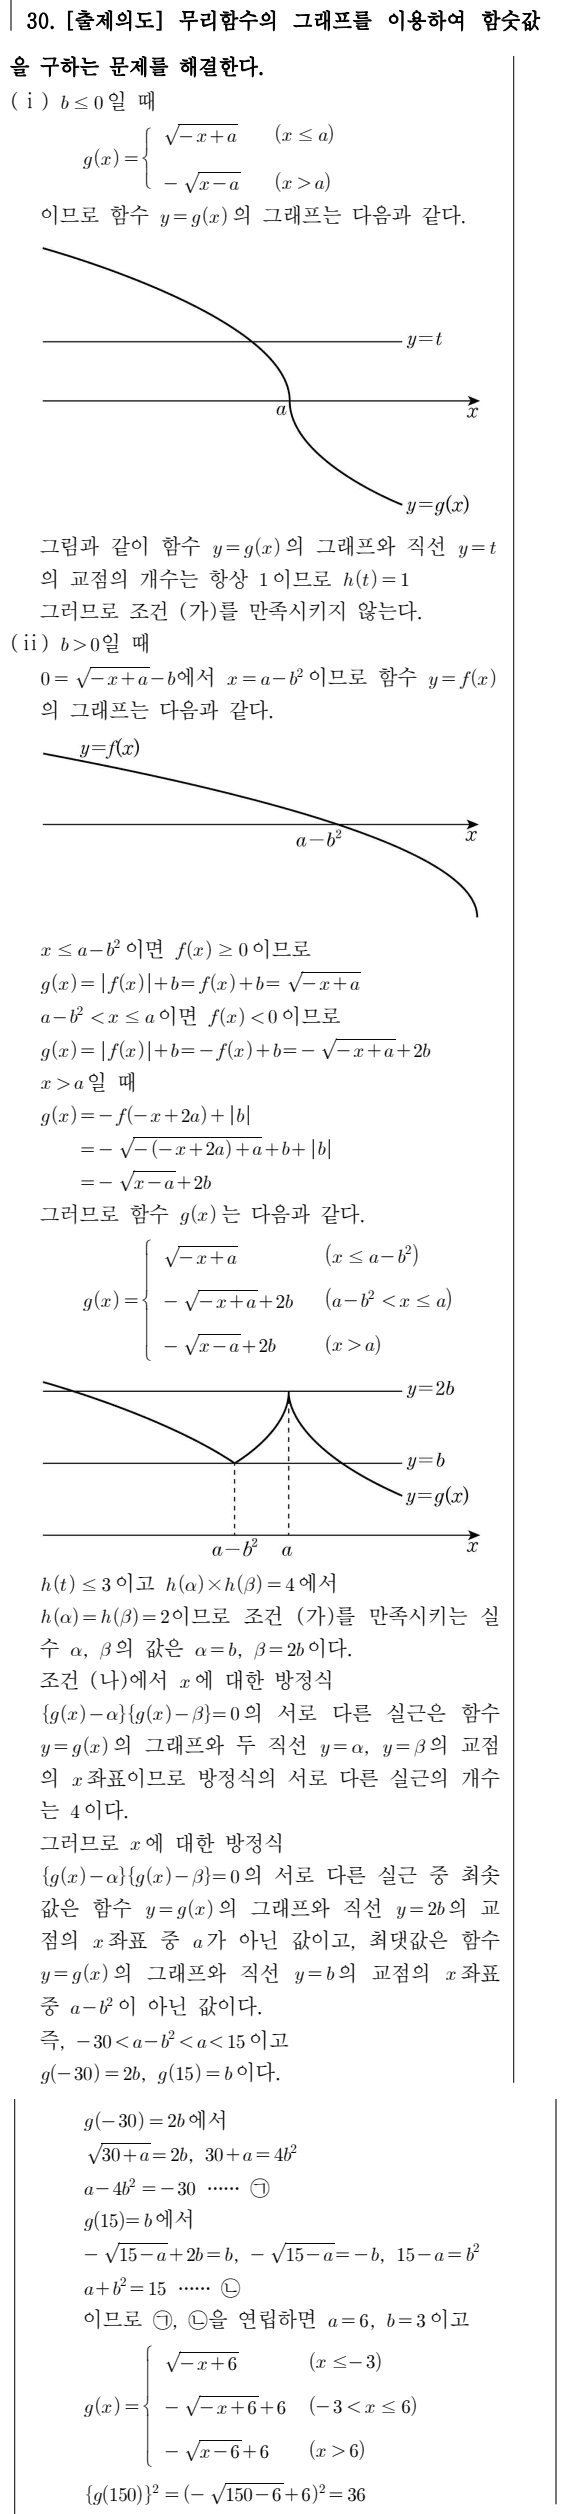 30. [출제의도] 무리함수의 그래프를 이용하여 함숫값
을 구하는 문제를 해결한다.
(ⅰ) b ≤ 0일 때
g(x) = { √(−x+a) (x ≤ a)
−√(x−a) (x > a)
이므로 함수 y=g(x)의 그래프는 다음과 같다.
y=t
a x
y=g(x)
그림과 같이 함수 y=g(x)의 그래프와 직선 y=t
의 교점의 개수는 항상 1이므로 h(t)=1
그러므로 조건 (가)를 만족시키지 않는다.
(ⅱ) b>0일 때
0=√(−x+a)−b에서 x=a−b²이므로 함수 y=f(x)
의 그래프는 다음과 같다.
y=f(x)
a−b² x
x ≤ a−b²이면 f(x) ≥ 0이므로
g(x)=|f(x)|+b=f(x)+b=√(−x+a)
a−b² < x ≤ a이면 f(x)<0이므로
g(x)=|f(x)|+b=−f(x)+b=−√(−x+a)+2b
x>a일 때
g(x)=−f(−x+2a)+|b|
=−√(−(−x+2a)+a)+b+|b|
=−√(x−a)+2b
그러므로 함수 g(x)는 다음과 같다.
g(x) = { √(−x+a) (x ≤ a−b²)
−√(−x+a)+2b (a−b² < x ≤ a)
−√(x−a)+2b (x > a)
y=2b
y=b
y=g(x)
a−b² a x
h(t) ≤ 3이고 h(α)×h(β)=4에서
h(α)=h(β)=2이므로 조건 (가)를 만족시키는 실
수 α, β의 값은 α=b, β=2b이다.
조건 (나)에서 x에 대한 방정식
{g(x)−α}{g(x)−β}=0의 서로 다른 실근은 함수
y=g(x)의 그래프와 두 직선 y=α, y=β의 교점
의 x좌표이므로 방정식의 서로 다른 실근의 개수
는 4이다.
그러므로 x에 대한 방정식
{g(x)−α}{g(x)−β}=0의 서로 다른 실근 중 최솟
값은 함수 y=g(x)의 그래프와 직선 y=2b의 교
점의 x좌표 중 a가 아닌 값이고, 최댓값은 함수
y=g(x)의 그래프와 직선 y=b의 교점의 x좌표
중 a−b²이 아닌 값이다.
즉, −30<a−b²<a<15이고
g(−30)=2b, g(15)=b이다.
g(−30)=2b에서
√(30+a)=2b, 30+a=4b²
a−4b²=−30 ⋯⋯ ㉠
g(15)=b에서
−√(15−a)+2b=b, −√(15−a)=−b, 15−a=b²
a+b²=15 ⋯⋯ ㉡
이므로 ㉠, ㉡을 연립하면 a=6, b=3이고
g(x) = { √(−x+6) (x ≤ −3)
−√(−x+6)+6 (−3 < x ≤ 6)
−√(x−6)+6 (x > 6)
{g(150)}²=(−√(150−6)+6)²=36